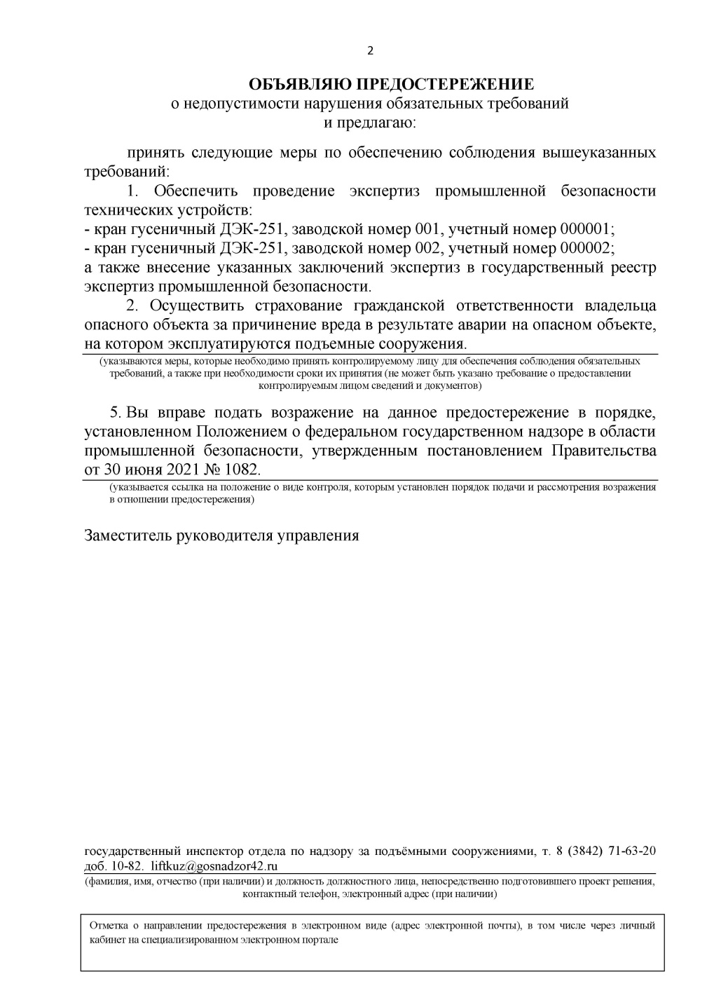 2
ОБЪЯВЛЯЮ ПРЕДОСТЕРЕЖЕНИЕ
о недопустимости нарушения обязательных требований
и предлагаю:
принять следующие меры по обеспечению соблюдения вышеуказанных
требований:
1. Обеспечить проведение экспертиз промышленной безопасности
технических устройств:
- кран гусеничный ДЭК-251, заводской номер 001, учетный номер 000001;
- кран гусеничный ДЭК-251, заводской номер 002, учетный номер 000002;
а также внесение указанных заключений экспертиз в государственный реестр
экспертиз промышленной безопасности.
2. Осуществить страхование гражданской ответственности владельца
опасного объекта за причинение вреда в результате аварии на опасном объекте,
на котором эксплуатируются подъемные сооружения.
(указываются меры, которые необходимо принять контролируемому лицу для обеспечения соблюдения обязательных
требований, а также при необходимости сроки их принятия (не может быть указано требование о предоставлении
контролируемым лицом сведений и документов)
5. Вы вправе подать возражение на данное предостережение в порядке,
установленном Положением о федеральном государственном надзоре в области
промышленной безопасности, утвержденным постановлением Правительства
от 30 июня 2021 № 1082.
(указывается ссылка на положение о виде контроля, которым установлен порядок подачи и рассмотрения возражения
в отношении предостережения)
Заместитель руководителя управления
государственный инспектор отдела по надзору за подъёмными сооружениями, т. 8 (3842) 71-63-20
доб. 10-82. liftkuz@gosnadzor42.ru
(фамилия, имя, отчество (при наличии) и должность должностного лица, непосредственно подготовившего проект решения,
контактный телефон, электронный адрес (при наличии)
Отметка о направлении предостережения в электронном виде (адрес электронной почты), в том числе через личный
кабинет на специализированном электронном портале